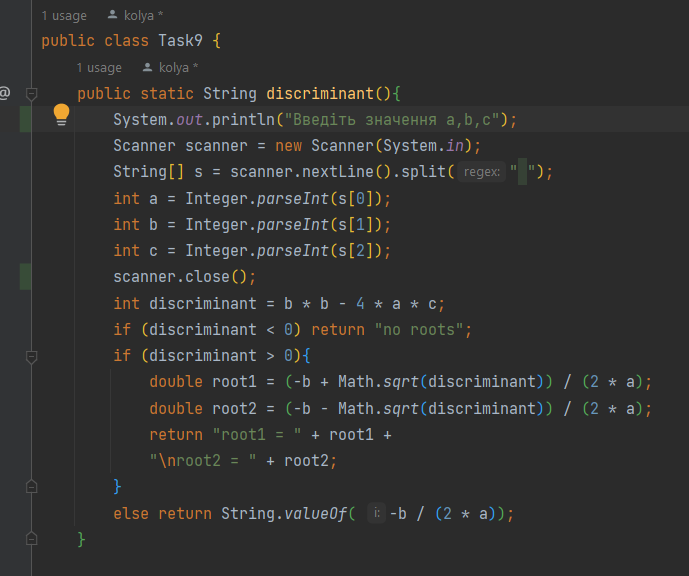 1 usage kolya *
public class Task9 {
1 usage kolya *
@
public static String discriminant(){
System.out.println("Введіть значення a,b,c");
Scanner scanner = new Scanner(System.in);
String[] s = scanner.nextLine().split( regex: " ");
int a = Integer.parseInt(s[0]);
int b = Integer.parseInt(s[1]);
int c = Integer.parseInt(s[2]);
scanner.close();
int discriminant = b * b - 4 * a * c;
if (discriminant < 0) return "no roots";
if (discriminant > 0){
double root1 = (-b + Math.sqrt(discriminant)) / (2 * a);
double root2 = (-b - Math.sqrt(discriminant)) / (2 * a);
return "root1 = " + root1 +
"\nroot2 = " + root2;
}
else return String.valueOf( i: -b / (2 * a));
}